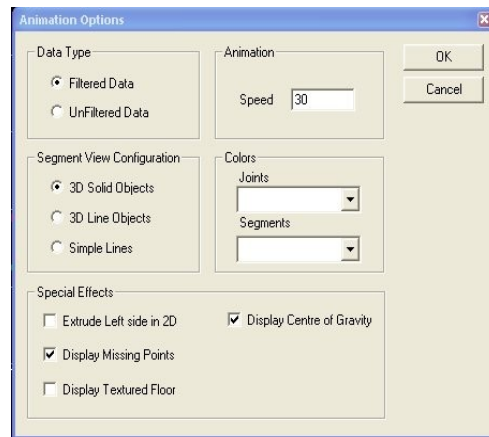 Animation Options
Data Type
Filtered Data
UnFiltered Data
Animation
Speed 30
OK
Cancel
Segment View Configuration
3D Solid Objects
3D Line Objects
Simple Lines
Colors
Joints
Segments
Special Effects
Extrude Left side in 2D
Display Centre of Gravity
Display Missing Points
Display Textured Floor